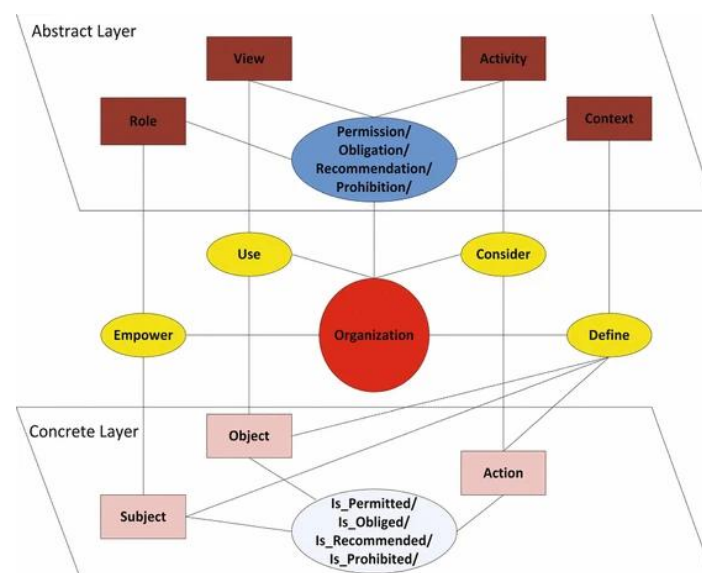 Abstract Layer
View
Activity
Role
Context
Permission/
Obligation/
Recommendation/
Prohibition/
Use
Consider
Empower
Organization
Define
Concrete Layer
Object
Action
Subject
Is_Permitted/
Is_Obliged/
Is_Recommended/
Is_Prohibited/